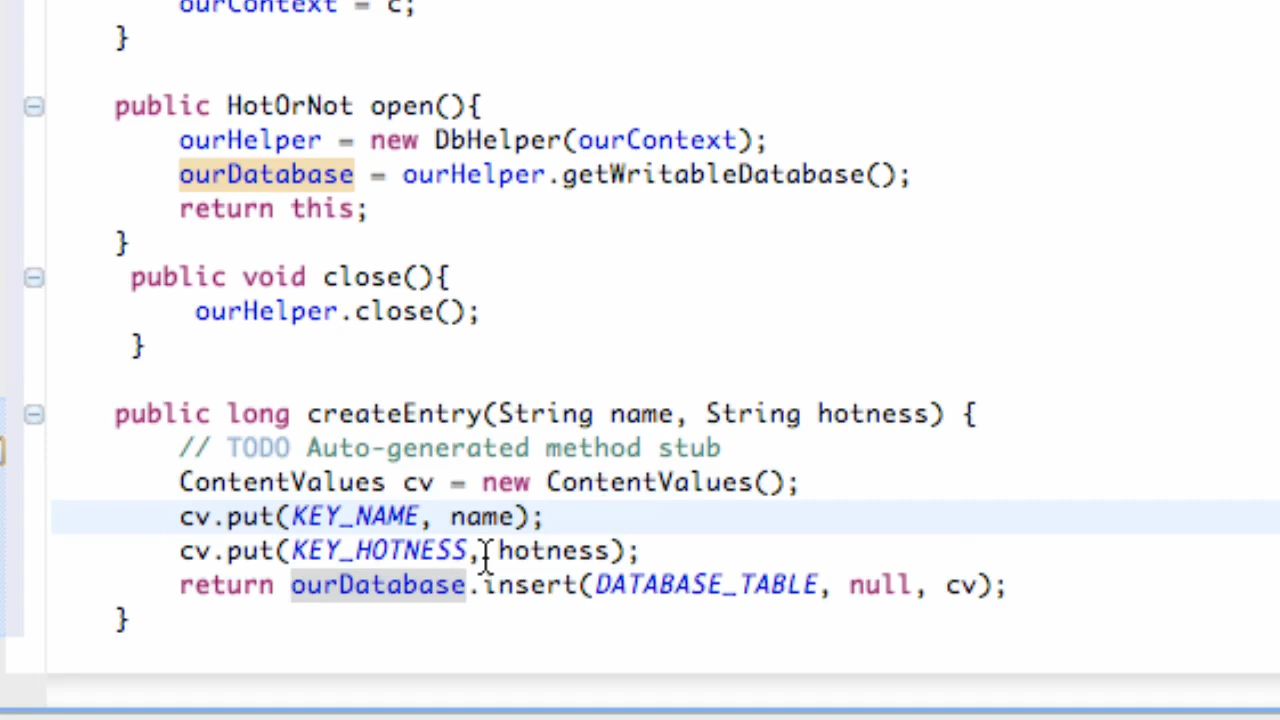 ourContext = c;
}
public HotOrNot open(){
ourHelper = new DbHelper(ourContext);
ourDatabase = ourHelper.getWritableDatabase();
return this;
}
public void close(){
ourHelper.close();
}
public long createEntry(String name, String hotness) {
// TODO Auto-generated method stub
ContentValues cv = new ContentValues();
cv.put(KEY_NAME, name);
cv.put(KEY_HOTNESS, hotness);
return ourDatabase.insert(DATABASE_TABLE, null, cv);
}